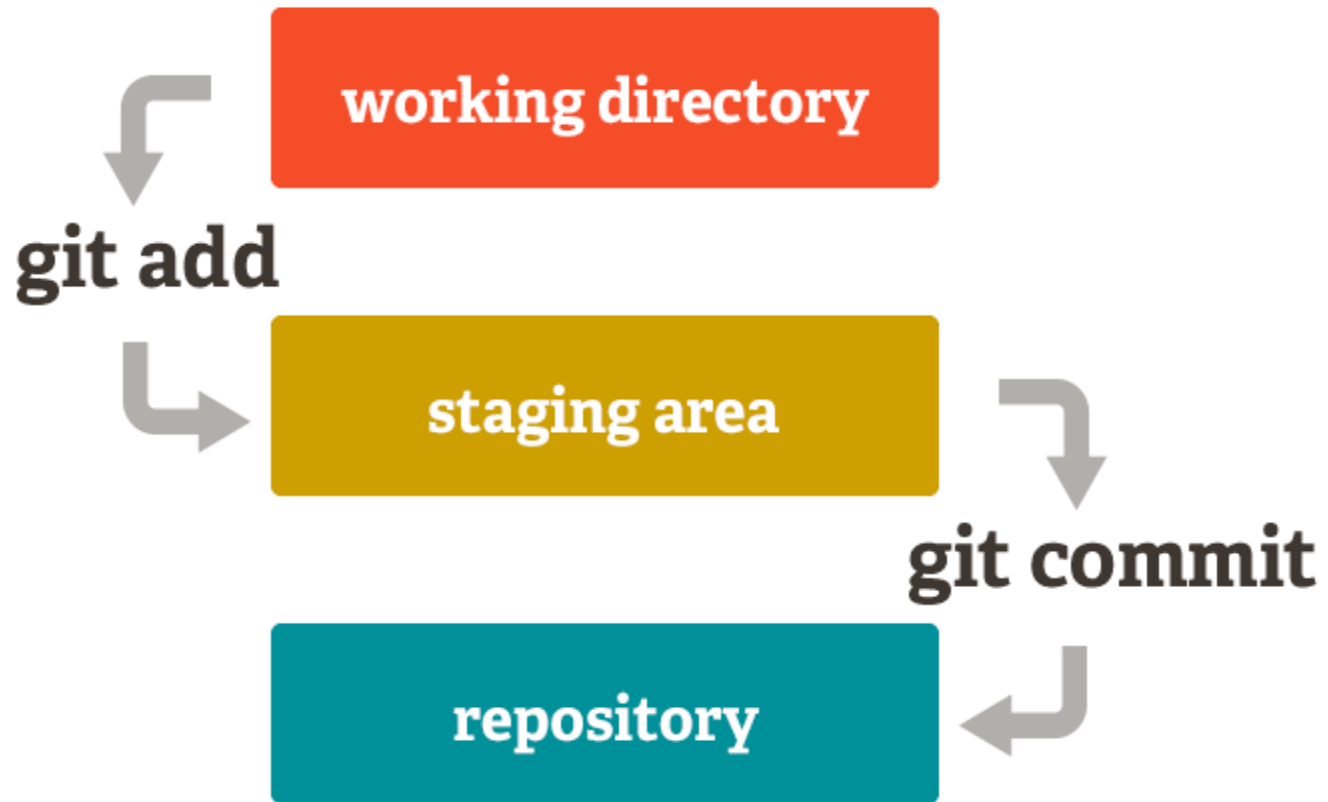 working directory
git add
staging area
git commit
repository